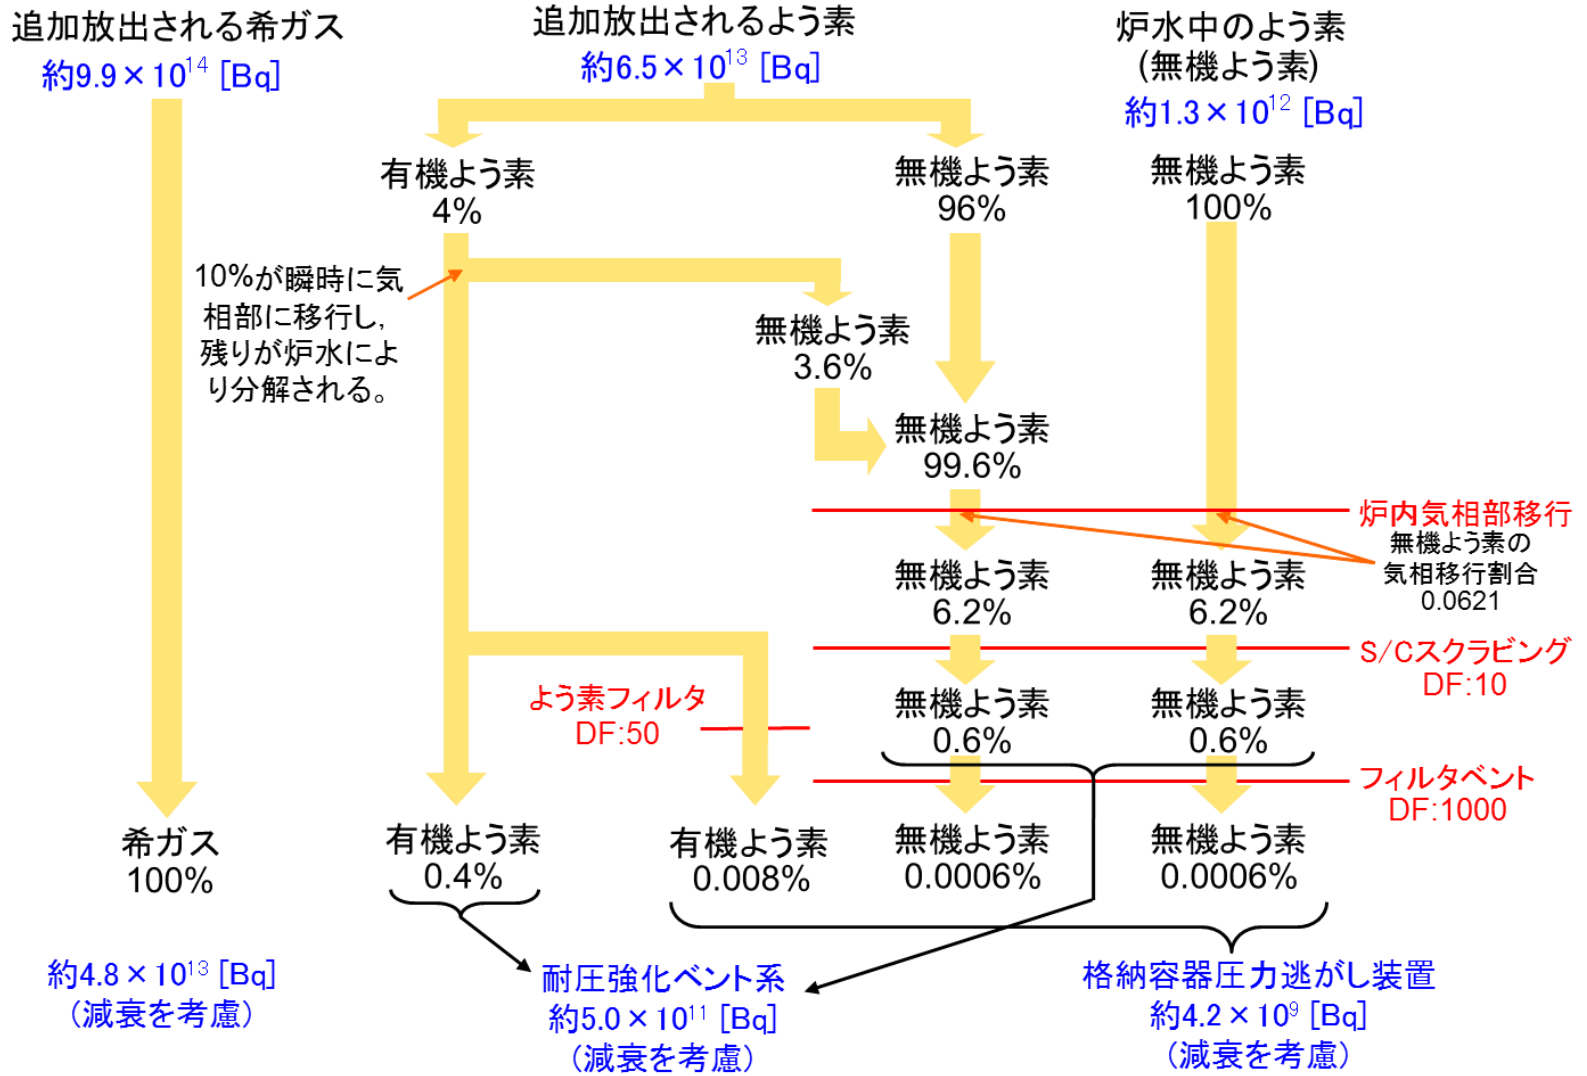 追加放出される希ガス
約9.9×10¹⁴ [Bq]
追加放出されるよう素
約6.5×10¹³ [Bq]
炉水中のよう素
(無機よう素)
約1.3×10¹² [Bq]
有機よう素
4%
無機よう素
96%
無機よう素
100%
10%が瞬時に気
相部に移行し,
残りが炉水によ
り分解される。
無機よう素
3.6%
無機よう素
99.6%
炉内気相部移行
無機よう素の
気相移行割合
0.0621
無機よう素
6.2%
無機よう素
6.2%
S/Cスクラビング
DF:10
よう素フィルタ
DF:50
無機よう素
0.6%
無機よう素
0.6%
フィルタベント
DF:1000
希ガス
100%
有機よう素
0.4%
有機よう素
0.008%
無機よう素
0.0006%
無機よう素
0.0006%
約4.8×10¹³ [Bq]
(減衰を考慮)
耐圧強化ベント系
約5.0×10¹¹ [Bq]
(減衰を考慮)
格納容器圧力逃がし装置
約4.2×10⁹ [Bq]
(減衰を考慮)